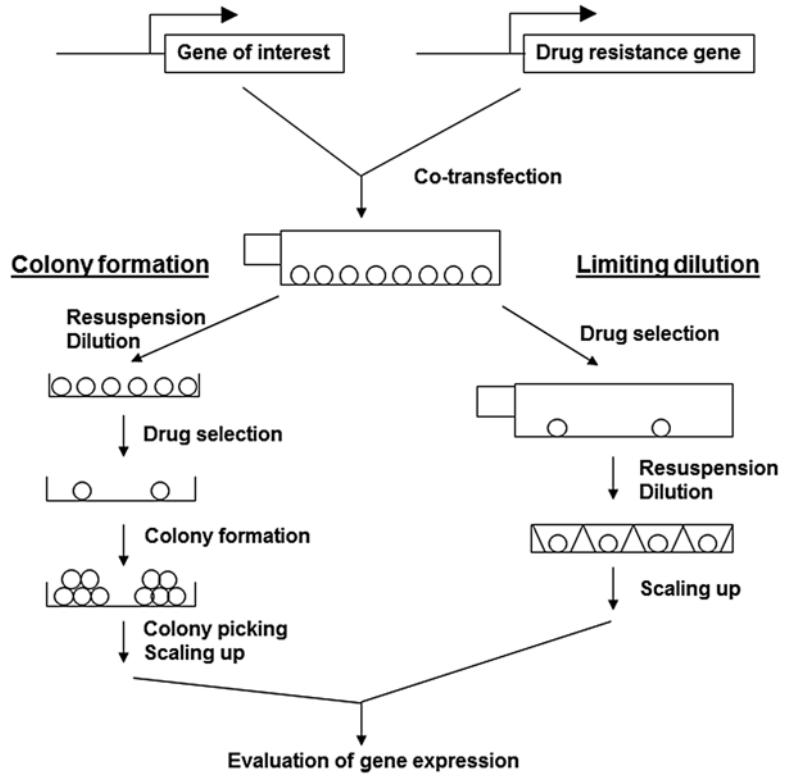 Gene of interest
Drug resistance gene
Co-transfection
Colony formation
Limiting dilution
Resuspension
Dilution
Drug selection
Drug selection
Resuspension
Dilution
Colony formation
Scaling up
Colony picking
Scaling up
Evaluation of gene expression